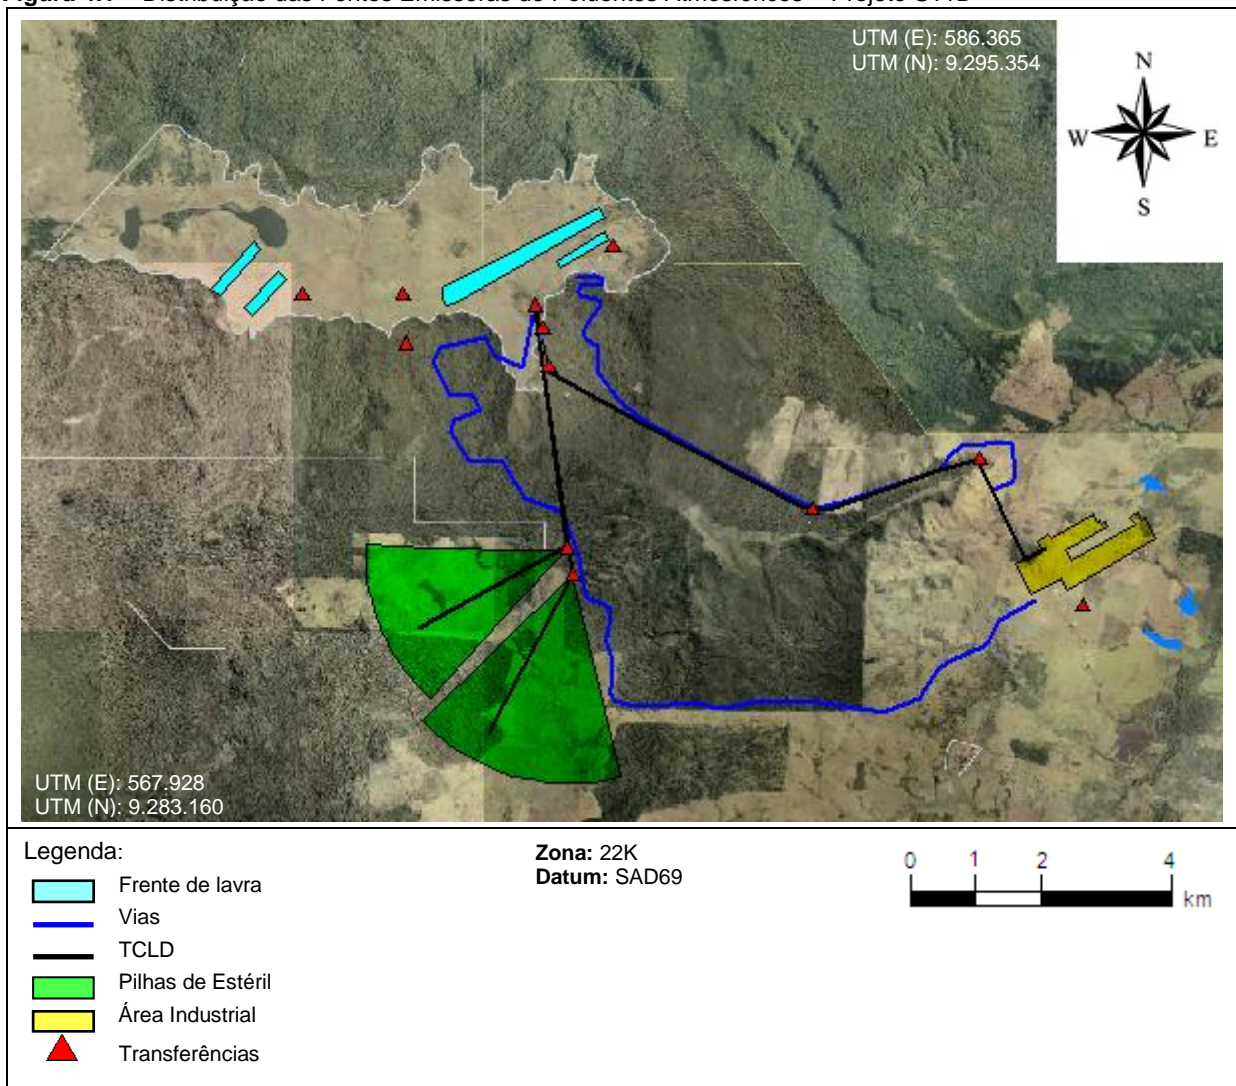 UTM (E): 586.365
UTM (N): 9.295.354
N
W E
S
UTM (E): 567.928
UTM (N): 9.283.160
Legenda:
Frente de lavra
Vias
TCLD
Pilhas de Estéril
Área Industrial
Transferências
Zona: 22K
Datum: SAD69
0 1 2 4
km